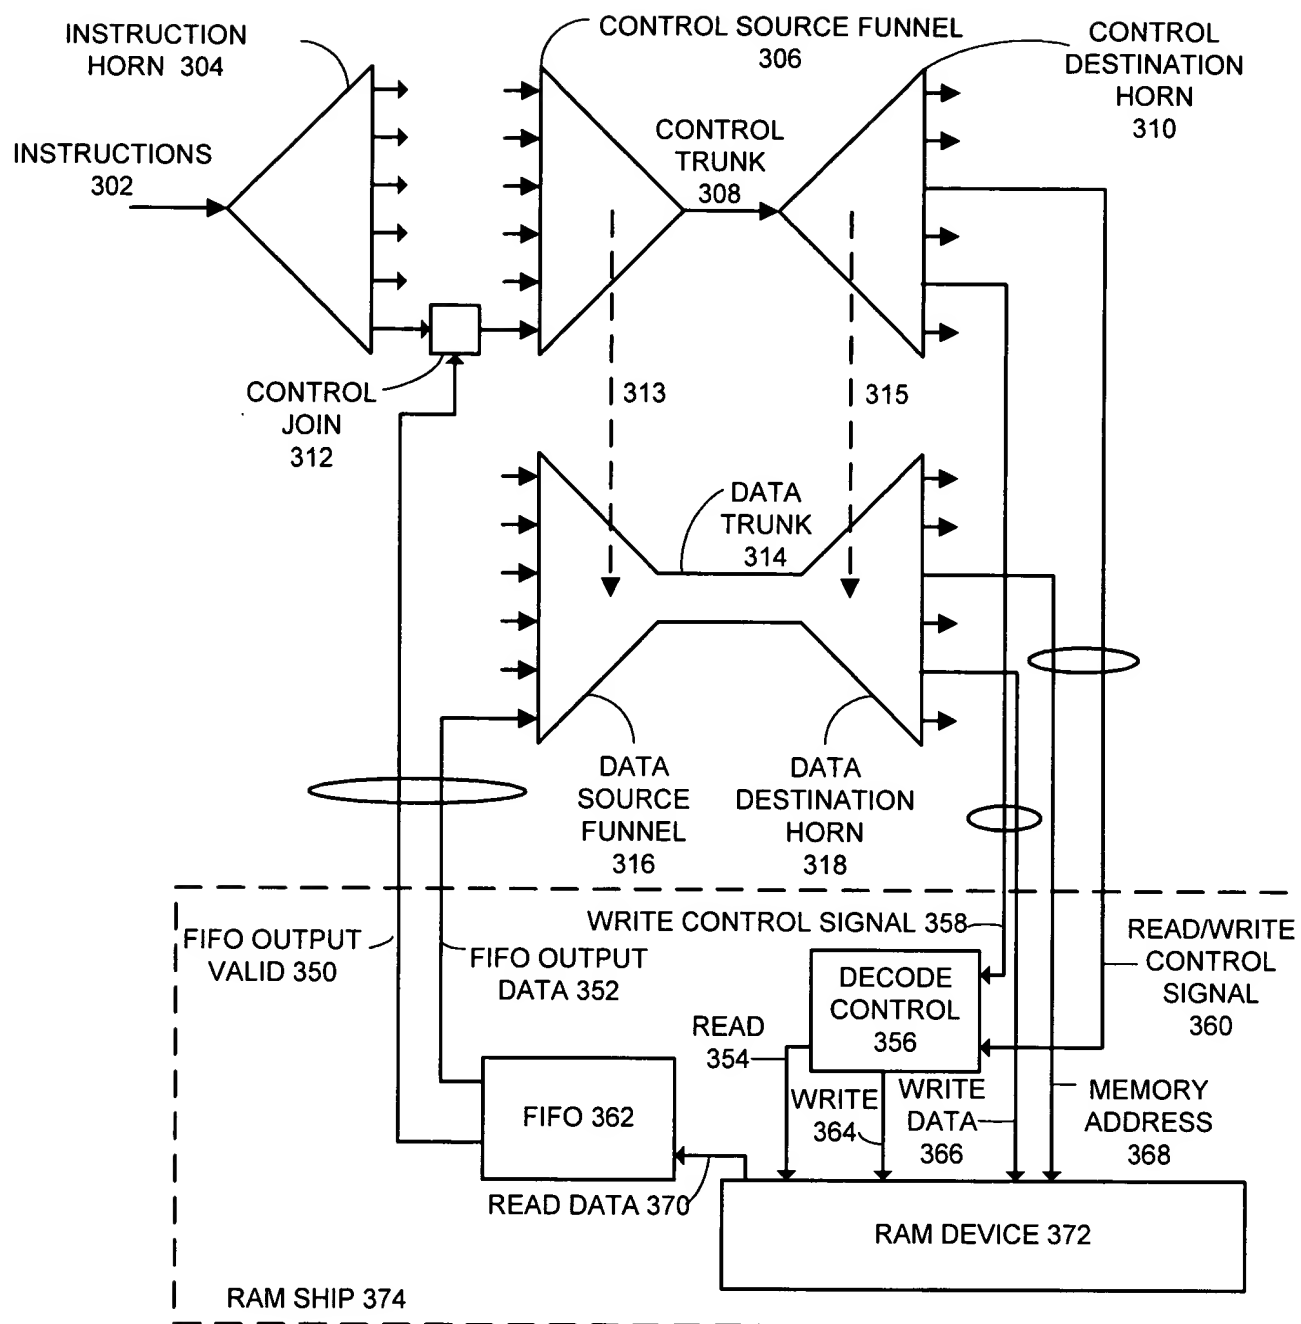 INSTRUCTION
HORN 304
CONTROL SOURCE FUNNEL
306
CONTROL
DESTINATION
HORN
310
INSTRUCTIONS
302
CONTROL
TRUNK
308
CONTROL
JOIN
312
313
315
DATA
TRUNK
314
DATA
SOURCE
FUNNEL
316
DATA
DESTINATION
HORN
318
FIFO OUTPUT
VALID 350
FIFO OUTPUT
DATA 352
WRITE CONTROL SIGNAL 358
READ/WRITE
CONTROL
SIGNAL
360
DECODE
CONTROL
356
READ
354
WRITE
364
WRITE
DATA
366
MEMORY
ADDRESS
368
FIFO 362
READ DATA 370
RAM DEVICE 372
RAM SHIP 374